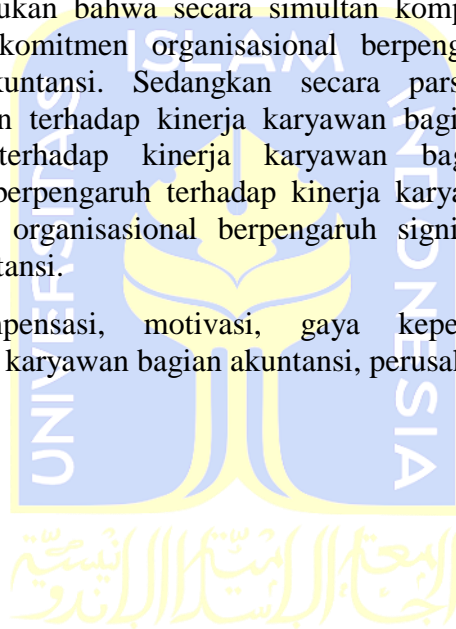 ukan bahwa secara simultan komp
komitmen organisasional berpeng
kuntansi. Sedangkan secara pars
n terhadap kinerja karyawan bagi
terhadap kinerja karyawan bag
berpengaruh terhadap kinerja karya
organisasional berpengaruh signi
tansi.
mpensasi, motivasi, gaya kepe
karyawan bagian akuntansi, perusal
ISLAM
UNIVERSITAS
INDONESIA